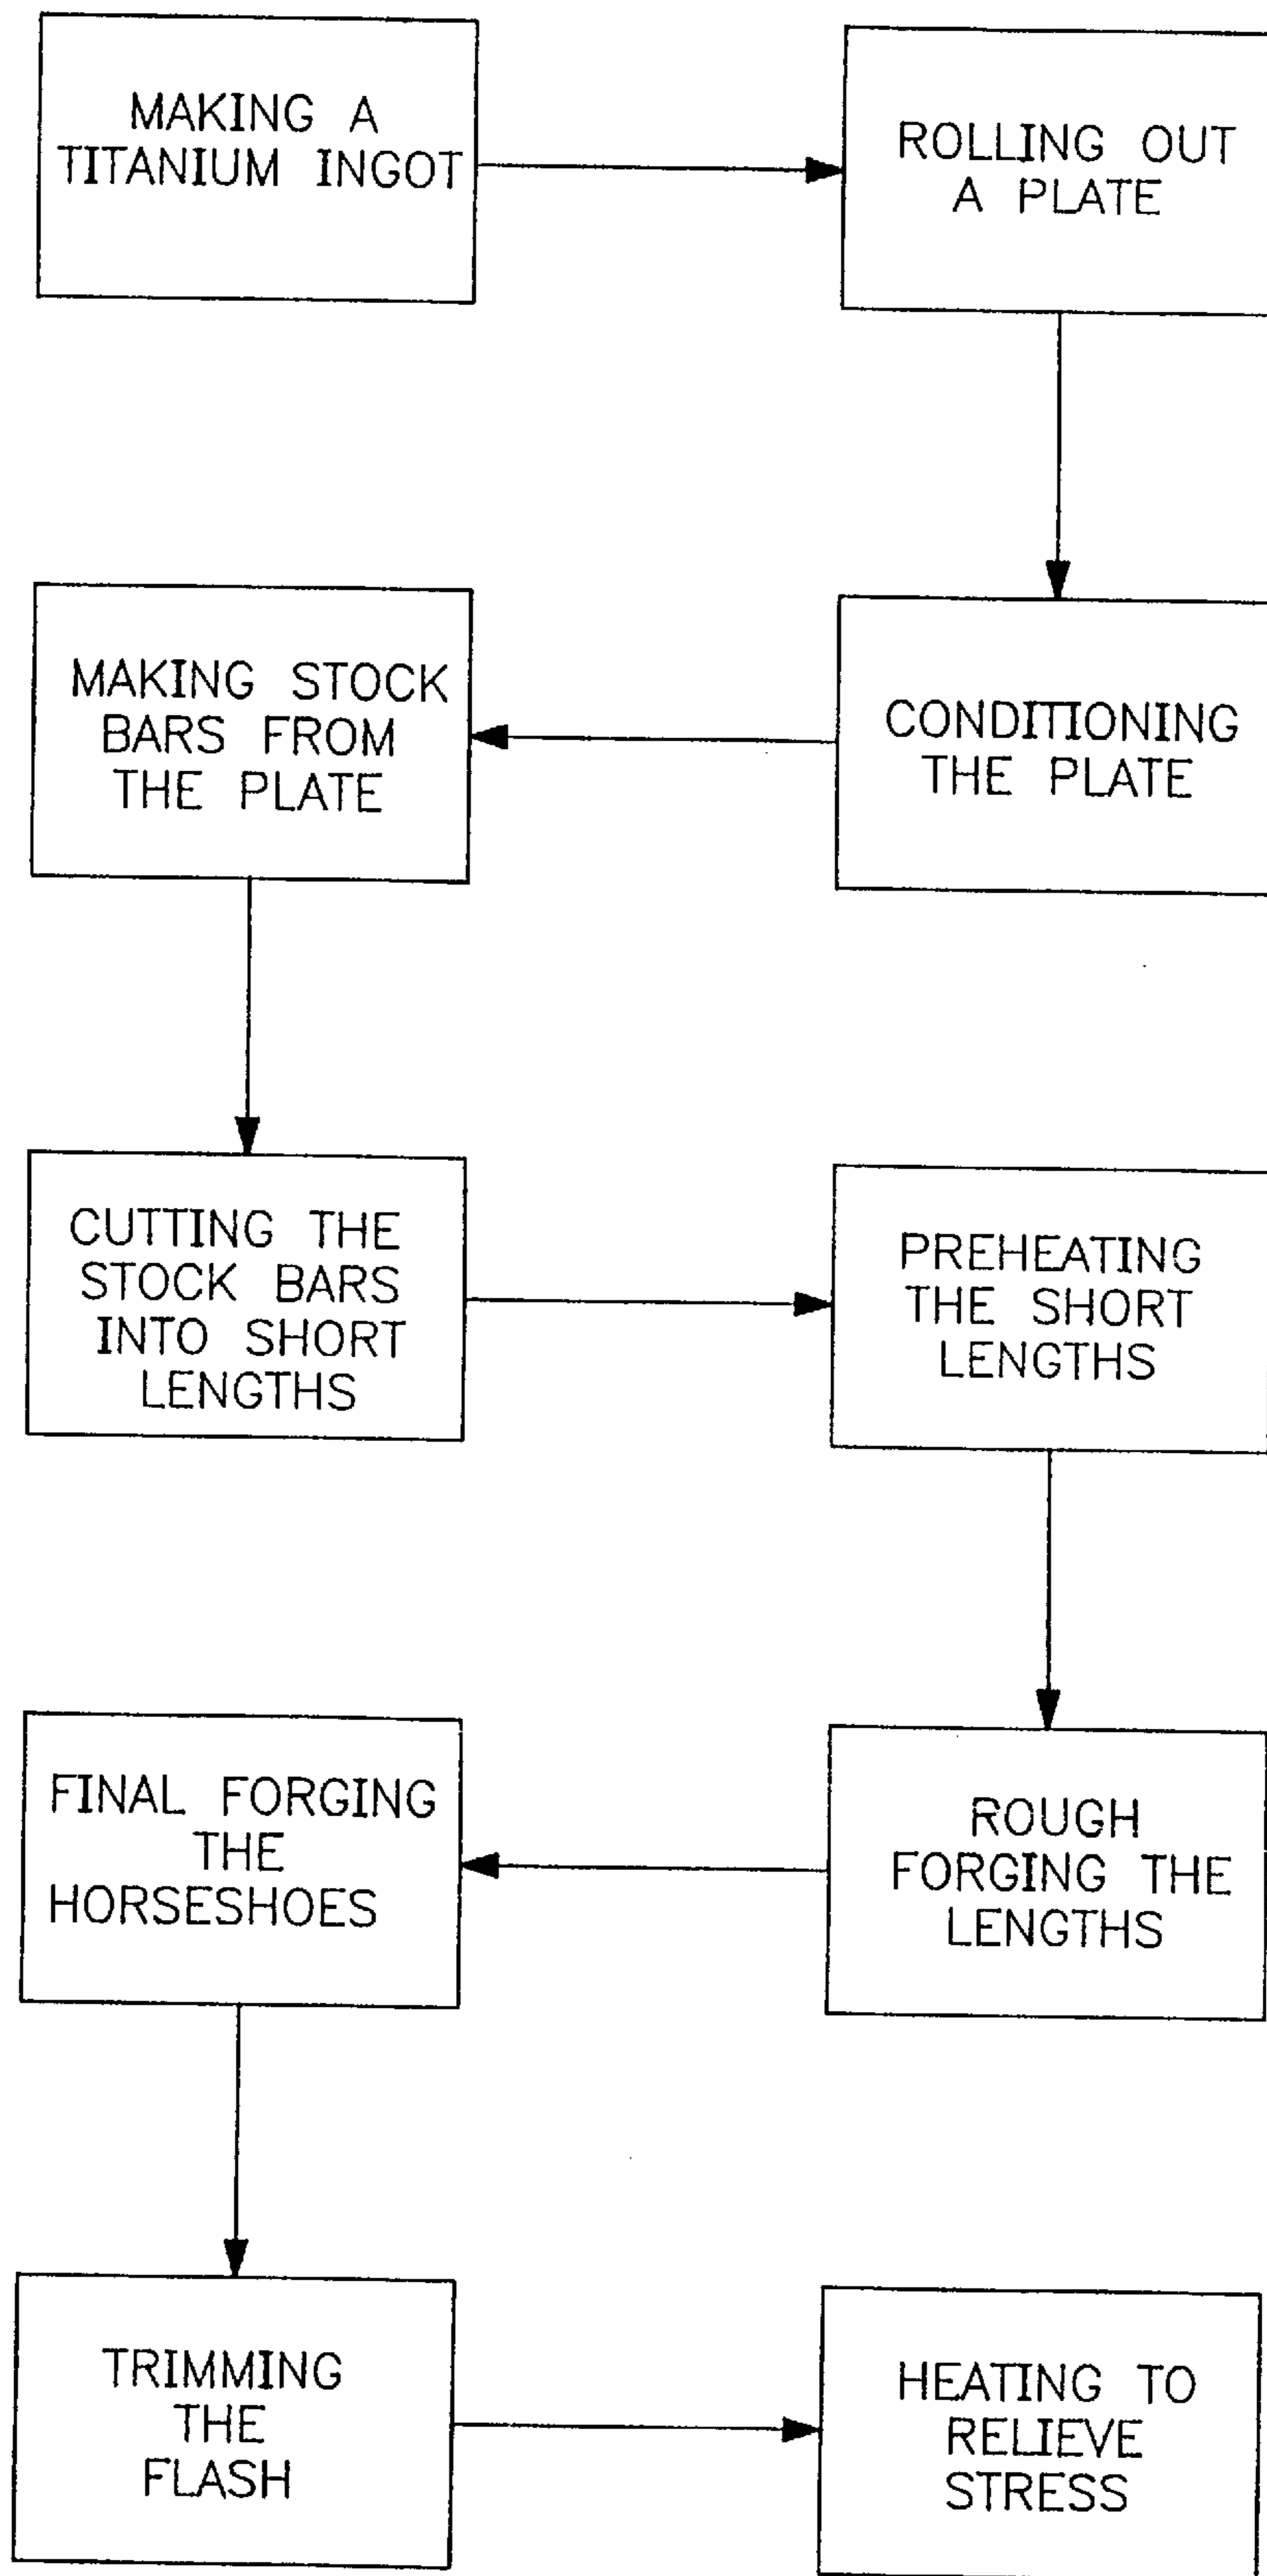 MAKING A
TITANIUM INGOT
ROLLING OUT
A PLATE
CONDITIONING
THE PLATE
MAKING STOCK
BARS FROM
THE PLATE
CUTTING THE
STOCK BARS
INTO SHORT
LENGTHS
PREHEATING
THE SHORT
LENGTHS
ROUGH
FORGING THE
LENGTHS
FINAL FORGING
THE
HORSESHOES
TRIMMING
THE
FLASH
HEATING TO
RELIEVE
STRESS